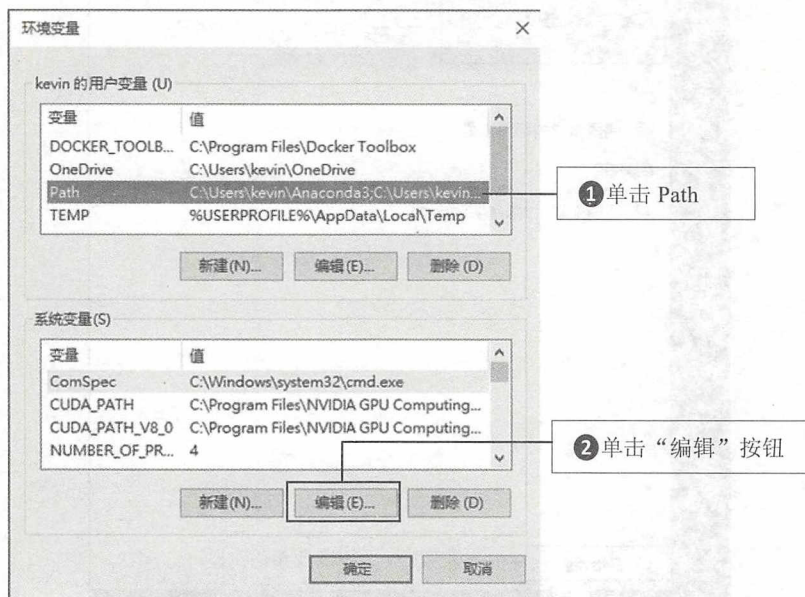 环境变量
kevin 的用户变量 (U)
变量 值
DOCKER_TOOLB... C:\Program Files\Docker Toolbox
OneDrive C:\Users\kevin\OneDrive
Path C:\Users\kevin\Anaconda3;C:\Users\kevin...
TEMP %USERPROFILE%\AppData\Local\Temp
❶单击 Path
新建(N)... 编辑(E)... 删除 (D)
系统变量(S)
变量 值
ComSpec C:\Windows\system32\cmd.exe
CUDA_PATH C:\Program Files\NVIDIA GPU Computing...
CUDA_PATH_V8_0 C:\Program Files\NVIDIA GPU Computing...
NUMBER_OF_PR... 4
❷单击“编辑”按钮
新建(N)... 编辑(E)... 删除 (D)
确定 取消